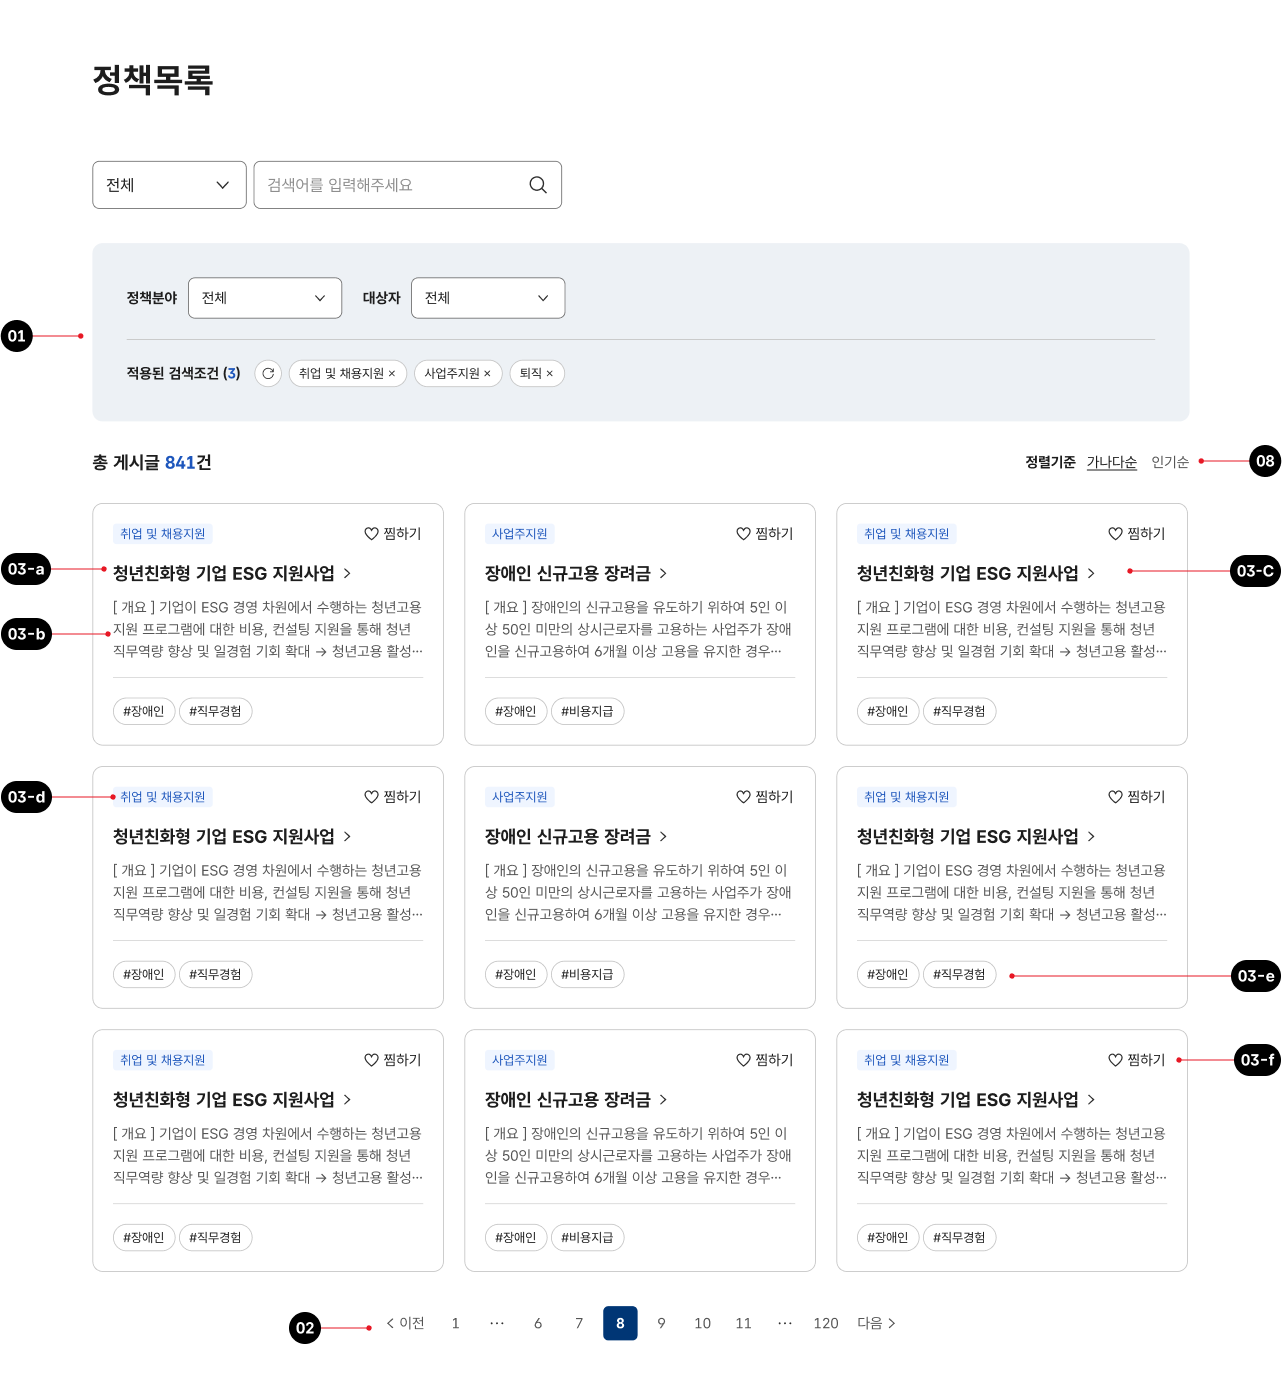 정책목록
전체
검색어를 입력해주세요
정책분야 전체 대상자 전체
01
적용된 검색조건 (3) 취업 및 채용지원 × 사업주지원 × 퇴직 ×
총 게시글 841건
정렬기준 가나다순 인기순
08
취업 및 채용지원 찜하기
03-a
청년친화형 기업 ESG 지원사업 >
[ 개요 ] 기업이 ESG 경영 차원에서 수행하는 청년고용
03-b
지원 프로그램에 대한 비용, 컨설팅 지원을 통해 청년
직무역량 향상 및 일경험 기회 확대 → 청년고용 활성…
#장애인 #직무경험
사업주지원 찜하기
장애인 신규고용 장려금 >
[ 개요 ] 장애인의 신규고용을 유도하기 위하여 5인 이
상 50인 미만의 상시근로자를 고용하는 사업주가 장애
인을 신규고용하여 6개월 이상 고용을 유지한 경우…
#장애인 #비용지급
취업 및 채용지원 찜하기
청년친화형 기업 ESG 지원사업 >
03-C
[ 개요 ] 기업이 ESG 경영 차원에서 수행하는 청년고용
지원 프로그램에 대한 비용, 컨설팅 지원을 통해 청년
직무역량 향상 및 일경험 기회 확대 → 청년고용 활성…
#장애인 #직무경험
03-d
취업 및 채용지원 찜하기
청년친화형 기업 ESG 지원사업 >
[ 개요 ] 기업이 ESG 경영 차원에서 수행하는 청년고용
지원 프로그램에 대한 비용, 컨설팅 지원을 통해 청년
직무역량 향상 및 일경험 기회 확대 → 청년고용 활성…
#장애인 #직무경험
사업주지원 찜하기
장애인 신규고용 장려금 >
[ 개요 ] 장애인의 신규고용을 유도하기 위하여 5인 이
상 50인 미만의 상시근로자를 고용하는 사업주가 장애
인을 신규고용하여 6개월 이상 고용을 유지한 경우…
#장애인 #비용지급
취업 및 채용지원 찜하기
청년친화형 기업 ESG 지원사업 >
[ 개요 ] 기업이 ESG 경영 차원에서 수행하는 청년고용
지원 프로그램에 대한 비용, 컨설팅 지원을 통해 청년
직무역량 향상 및 일경험 기회 확대 → 청년고용 활성…
#장애인 #직무경험
03-e
취업 및 채용지원 찜하기
청년친화형 기업 ESG 지원사업 >
[ 개요 ] 기업이 ESG 경영 차원에서 수행하는 청년고용
지원 프로그램에 대한 비용, 컨설팅 지원을 통해 청년
직무역량 향상 및 일경험 기회 확대 → 청년고용 활성…
#장애인 #직무경험
사업주지원 찜하기
장애인 신규고용 장려금 >
[ 개요 ] 장애인의 신규고용을 유도하기 위하여 5인 이
상 50인 미만의 상시근로자를 고용하는 사업주가 장애
인을 신규고용하여 6개월 이상 고용을 유지한 경우…
#장애인 #비용지급
취업 및 채용지원 찜하기
03-f
청년친화형 기업 ESG 지원사업 >
[ 개요 ] 기업이 ESG 경영 차원에서 수행하는 청년고용
지원 프로그램에 대한 비용, 컨설팅 지원을 통해 청년
직무역량 향상 및 일경험 기회 확대 → 청년고용 활성…
#장애인 #직무경험
02
< 이전 1 … 6 7 8 9 10 11 … 120 다음 >